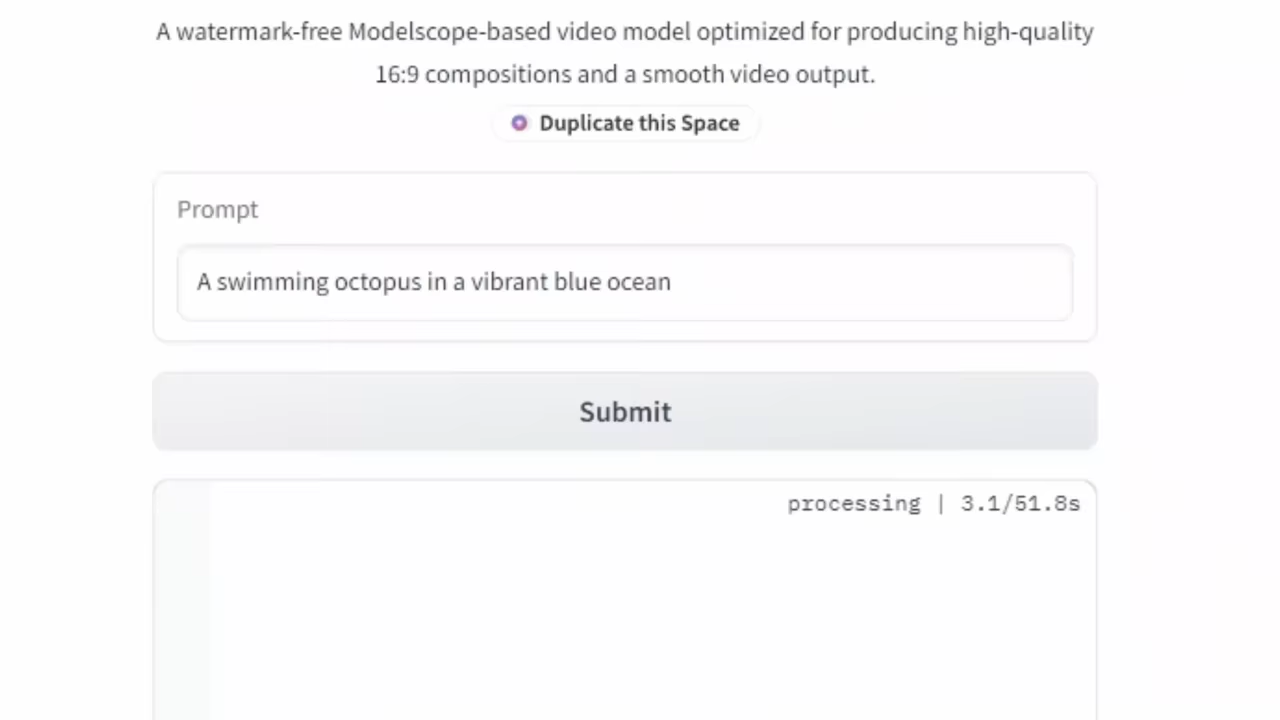 A watermark-free Modelscope-based video model optimized for producing high-quality
16:9 compositions and a smooth video output.
Duplicate this Space
Prompt
A swimming octopus in a vibrant blue ocean
Submit
processing | 3.1/51.8s